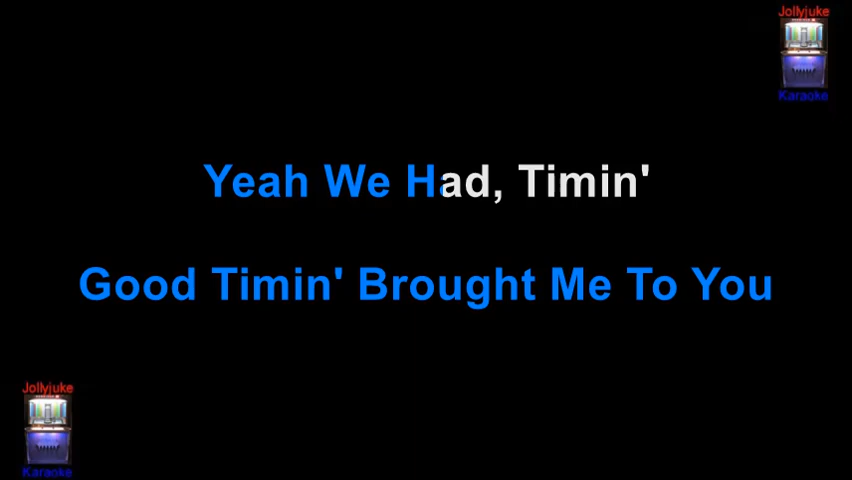 Jollyjuke
Karaoke
Yeah We Had, Timin'
Good Timin' Brought Me To You
Jollyjuke
Karaoke